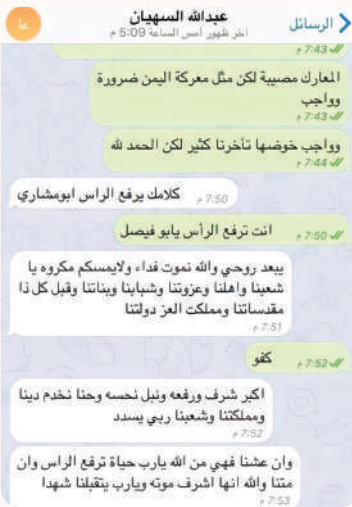 الرسائل
عبدالله السهيان
اخر ظهور أمس الساعة 5:09 م
عا
7:43 م
المعارك مصيبة لكن مثل معركة اليمن ضرورة
وواجب
7:43 م
وواجب خوضها تأخرنا كثير لكن الحمد لله
7:44 م
كلامك يرفع الراس ابومشاري
7:50 م
انت ترفع الرأس يابو فيصل
7:50 م
يبعد روحي والله نموت فداء ولايمسكم مكروه يا
شعبنا واهلنا وعزوتنا وشبابنا وبناتنا وقبل كل ذا
مقدساتنا ومملكت العز دولتنا
7:51 م
كفو
7:52 م
اكبر شرف ورفعه ونبل نحسه وحنا نخدم دينا
ومملكتنا وشعبنا ربي يسدد
7:52 م
وان عشنا فهي من الله يارب حياة ترفع الراس وان
متنا والله انها اشرف موته ويارب يتقبلنا شهدا
7:53 م